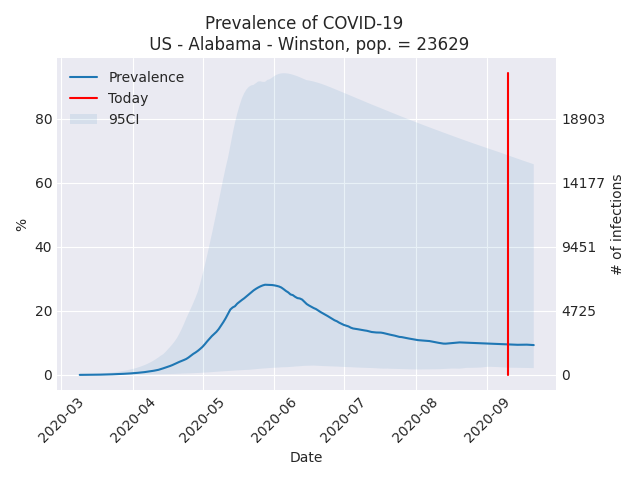 Prevalence of COVID-19
US - Alabama - Winston, pop. = 23629
Prevalence
Today
95CI
80
60
40
20
0
%
18903
14177
9451
4725
0
# of infections
2020-03
2020-04
2020-05
2020-06
2020-07
2020-08
2020-09
Date